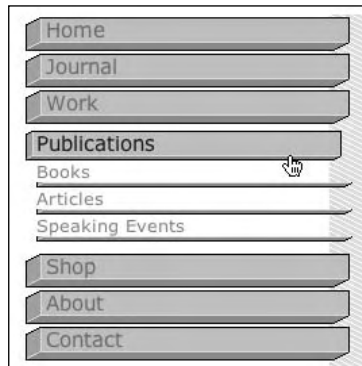 Home
Journal
Work
Publications
Books
Articles
Speaking Events
Shop
About
Contact